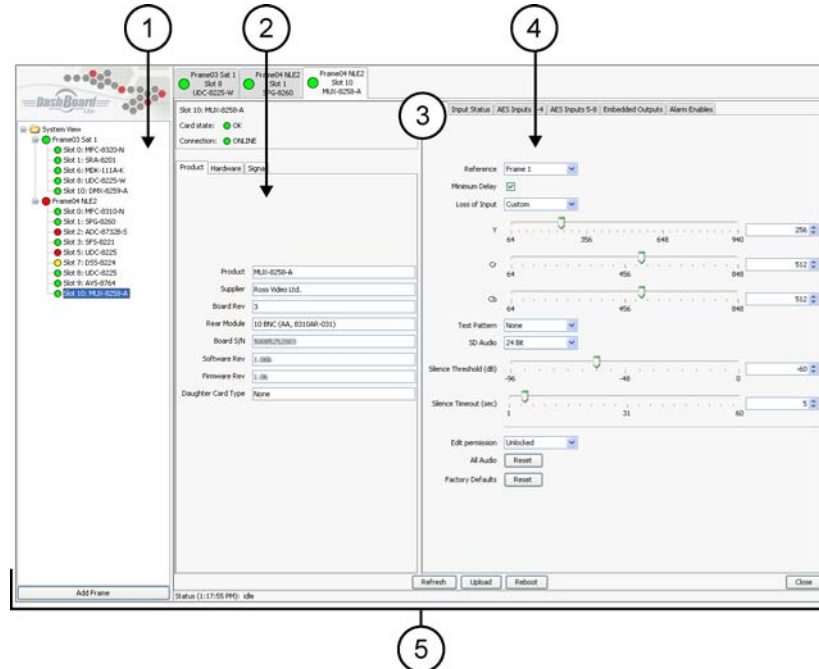 1
2
4
3
5
DashBoard
Lite
System View
Frame03 Sat 1
Slot 0: MFC-8320-N
Slot 1: SRA-8201
Slot 6: MDK-111A-K
Slot 8: UDC-8225-W
Slot 10: DMX-8259-A
Frame04 NLE2
Slot 0: MFC-8310-N
Slot 1: SPG-8260
Slot 2: ADC-8732B-S
Slot 3: SFS-8221
Slot 5: UDC-8225
Slot 7: DSS-8224
Slot 8: UDC-8225
Slot 9: AVS-8764
Slot 10: MUX-8258-A
Add Frame
Frame03 Sat 1
Slot 8
UDC-8225-W
Frame04 NLE2
Slot 1
SPG-8260
Frame04 NLE2
Slot 10
MUX-8258-A
Slot 10: MUX-8258-A
Card state: OK
Connection: ONLINE
Product Hardware Signal
Product MUX-8258-A
Supplier Ross Video Ltd.
Board Rev 3
Rear Module 10 BNC (AA, 8310AR-031)
Board S/N
Software Rev
Firmware Rev 1.06
Daughter Card Type None
Input Status AES Inputs -4 AES Inputs 5-8 Embedded Outputs Alarm Enables
Reference Frame 1
Minimum Delay
Loss of Input Custom
Y 256
64 356 648 940
Cr 512
64 456 848
Cb 512
64 456 848
Test Pattern None
SD Audio 24 Bit
Silence Threshold (dB) -60
-96 -48 0
Silence Timeout (sec) 5
1 31 60
Edit permission Unlocked
All Audio Reset
Factory Defaults Reset
Refresh Upload Reboot Close
Status (1:17:55 PM): idle